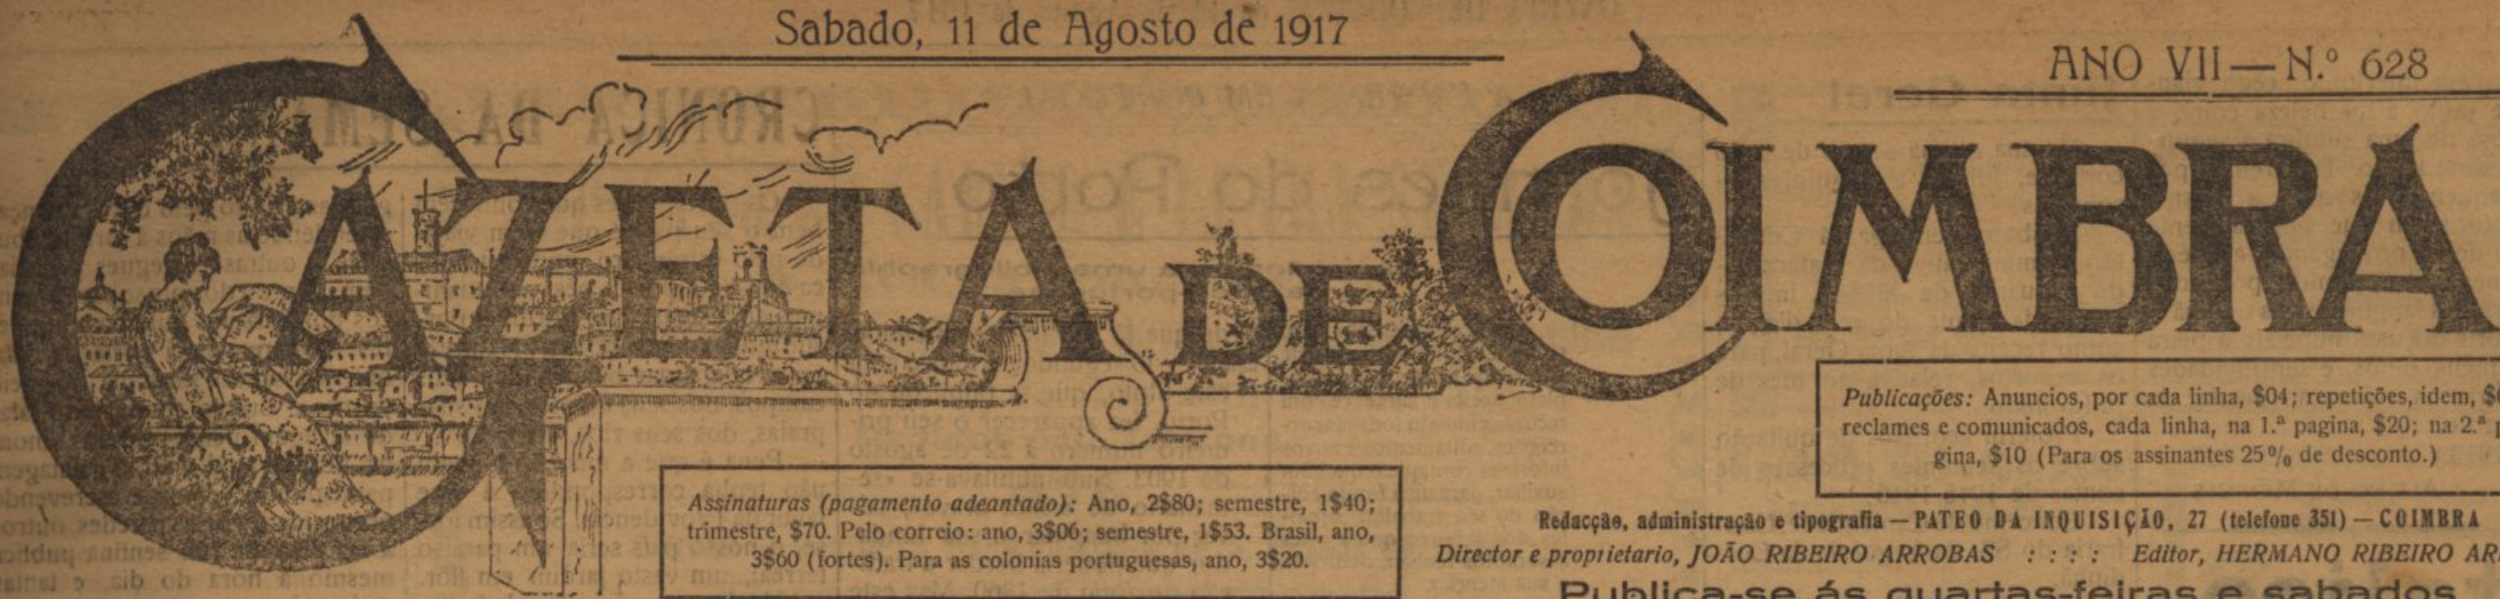 Sabado, 11 de Agosto de 1917
ANO VII — N.º 628
GAZETA DE COIMBRA
Publicações: Anuncios, por cada linha, $04; repetições, idem,
reclames e comunicados, cada linha, na 1.ª pagina, $20; na 2.ª
gina, $10 (Para os assinantes 25% de desconto.)
Assinaturas (pagamento adeantado): Ano, 2$80; semestre, 1$40;
trimestre, $70. Pelo correio: ano, 3$06; semestre, 1$53. Brasil, ano,
3$60 (fortes). Para as colonias portuguesas, ano, 3$20.
Redacção, administração e tipografia — PATEO DA INQUISIÇÃO, 27 (telefone 351) — COIMBRA
Director e proprietario, JOÃO RIBEIRO ARROBAS : : : : Editor, HERMANO RIBEIRO
Publica-se ás quartas-feiras e sabados